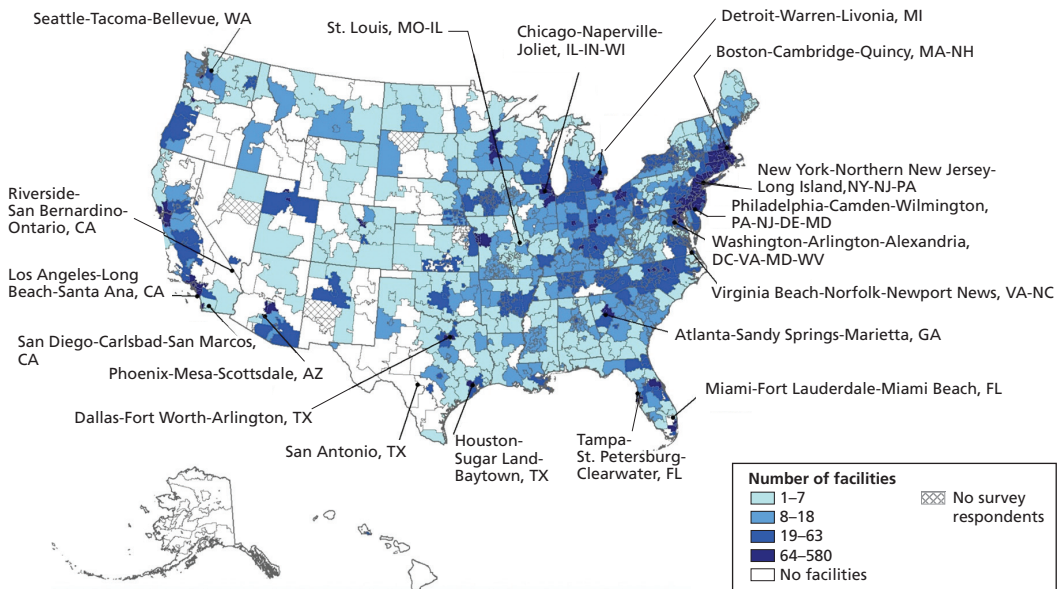 Seattle-Tacoma-Bellevue, WA
St. Louis, MO-IL
Chicago-Naperville-
Joliet, IL-IN-WI
Detroit-Warren-Livonia, MI
Boston-Cambridge-Quincy, MA-NH
New York-Northern New Jersey-
Long Island,NY-NJ-PA
Philadelphia-Camden-Wilmington,
PA-NJ-DE-MD
Washington-Arlington-Alexandria,
DC-VA-MD-WV
Virginia Beach-Norfolk-Newport News, VA-NC
Atlanta-Sandy Springs-Marietta, GA
Miami-Fort Lauderdale-Miami Beach, FL
Riverside-
San Bernardino-
Ontario, CA
Los Angeles-Long
Beach-Santa Ana, CA
San Diego-Carlsbad-San Marcos,
CA
Phoenix-Mesa-Scottsdale, AZ
Dallas-Fort Worth-Arlington, TX
San Antonio, TX
Houston-
Sugar Land-
Baytown, TX
Tampa-
St. Petersburg-
Clearwater, FL
Number of facilities
1–7
8–18
19–63
64–580
No facilities
No survey
respondents